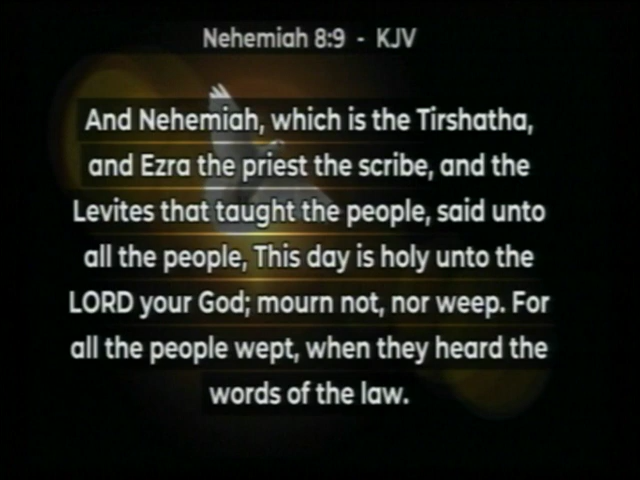 Nehemiah 8:9 - KJV
And Nehemiah, which is the Tirshatha,
and Ezra the priest the scribe, and the
Levites that taught the people, said unto
all the people, This day is holy unto the
LORD your God; mourn not, nor weep. For
all the people wept, when they heard the
words of the law.